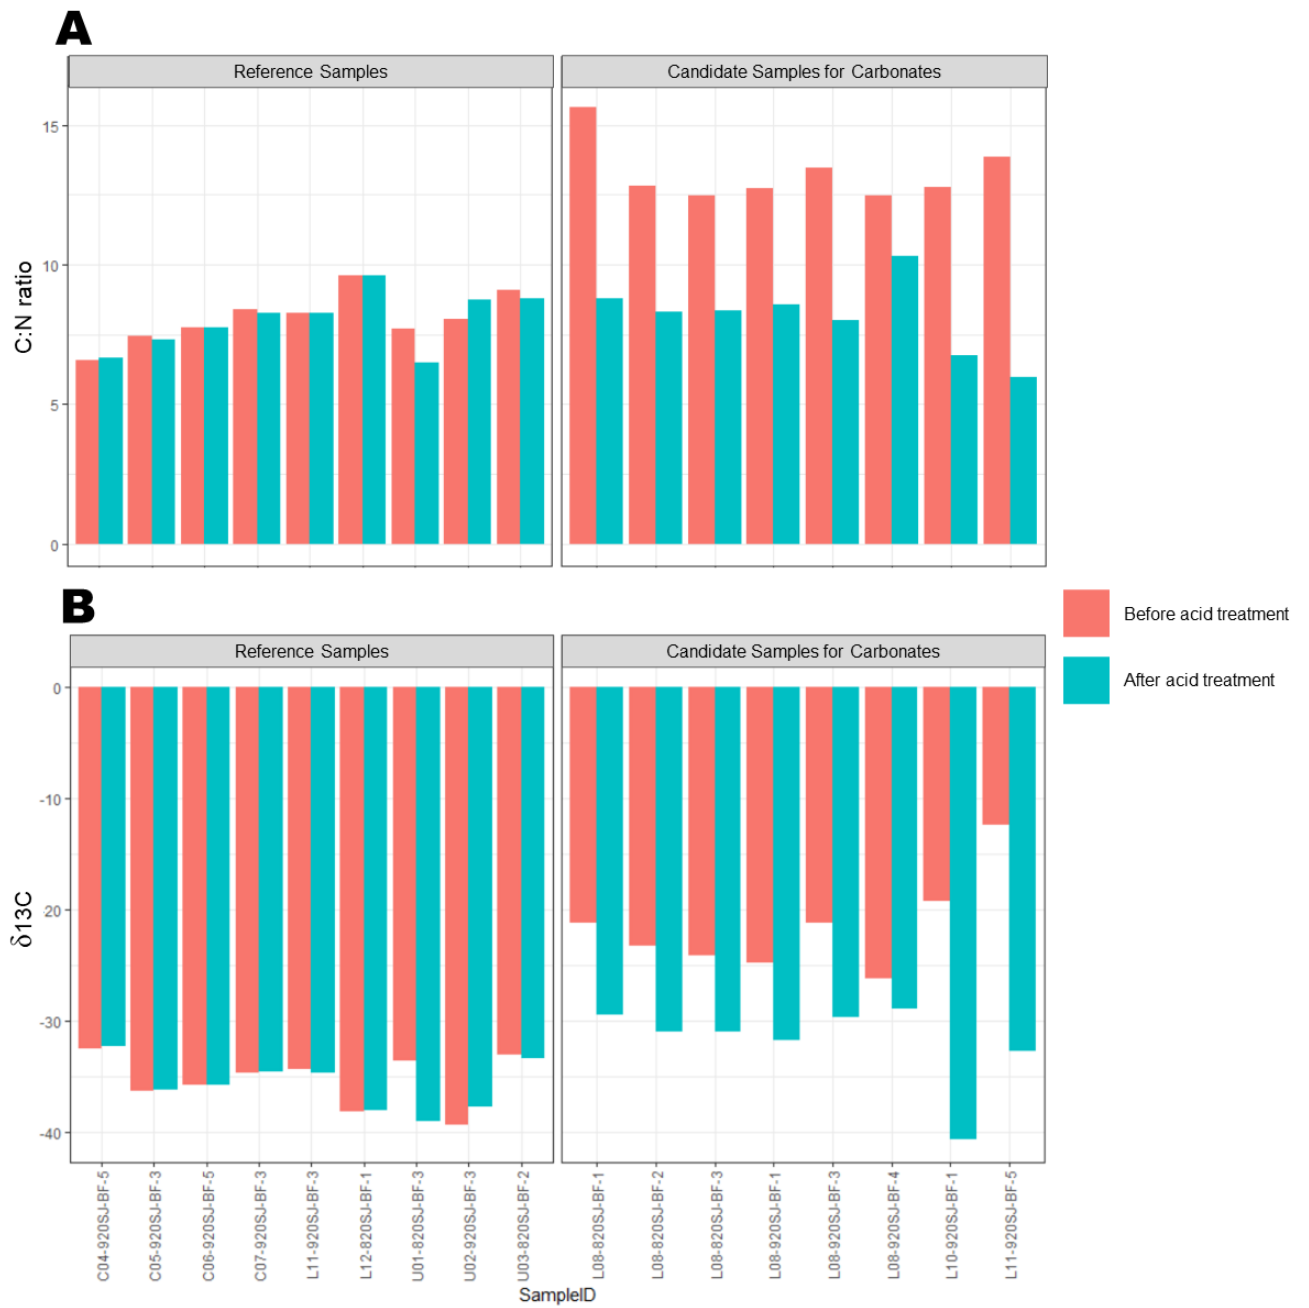 A
Reference Samples
Candidate Samples for Carbonates
C:N ratio
15
10
5
0
B
Reference Samples
Candidate Samples for Carbonates
Before acid treatment
After acid treatment
δ13C
0
-10
-20
-30
-40
C04-920SJ-BF-5
C05-920SJ-BF-3
C06-920SJ-BF-5
C07-920SJ-BF-3
L11-920SJ-BF-3
L12-820SJ-BF-1
U01-820SJ-BF-3
U02-920SJ-BF-3
U03-820SJ-BF-2
L08-820SJ-BF-1
L08-820SJ-BF-2
L08-820SJ-BF-3
L08-920SJ-BF-1
L08-920SJ-BF-3
L08-920SJ-BF-4
L10-920SJ-BF-1
L11-920SJ-BF-5
SampleID